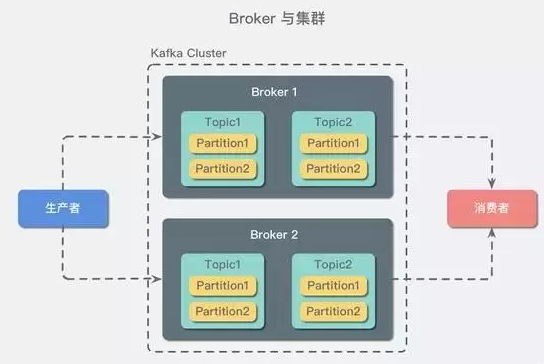 Broker 与集群
Kafka Cluster
Broker 1
Topic1
Partition1
Partition2
Topic2
Partition1
Partition2
生产者
消费者
Broker 2
Topic1
Partition1
Partition2
Topic2
Partition1
Partition2